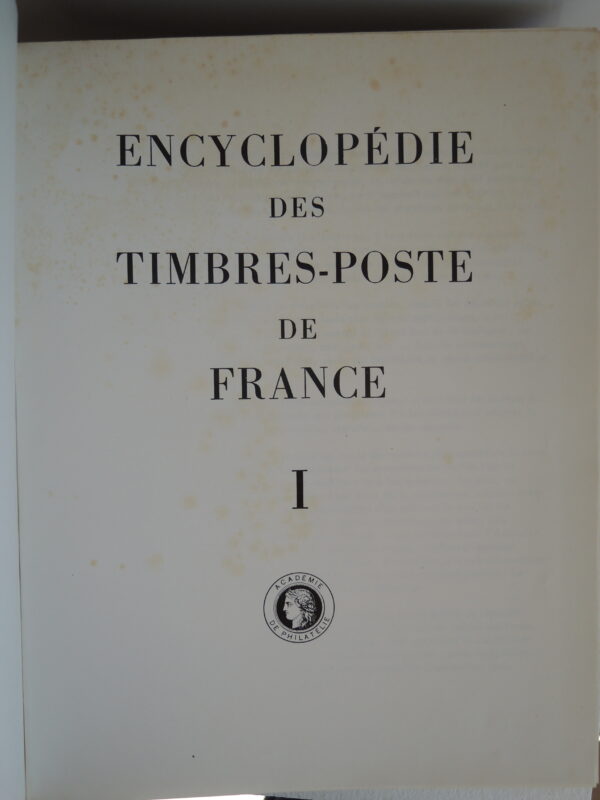 ENCYCLOPÉDIE
DES
TIMBRES-POSTE
DE
FRANCE
I
ACADÉMIE
DE PHILATÉLIE